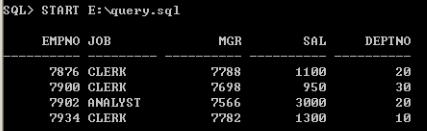 SQL> START E:\query.sql
EMPNO JOB MGR SAL DEPTNO
---------- --------- ---------- ---------- ----------
7876 CLERK 7788 1100 20
7900 CLERK 7698 950 30
7902 ANALYST 7566 3000 20
7934 CLERK 7782 1300 10